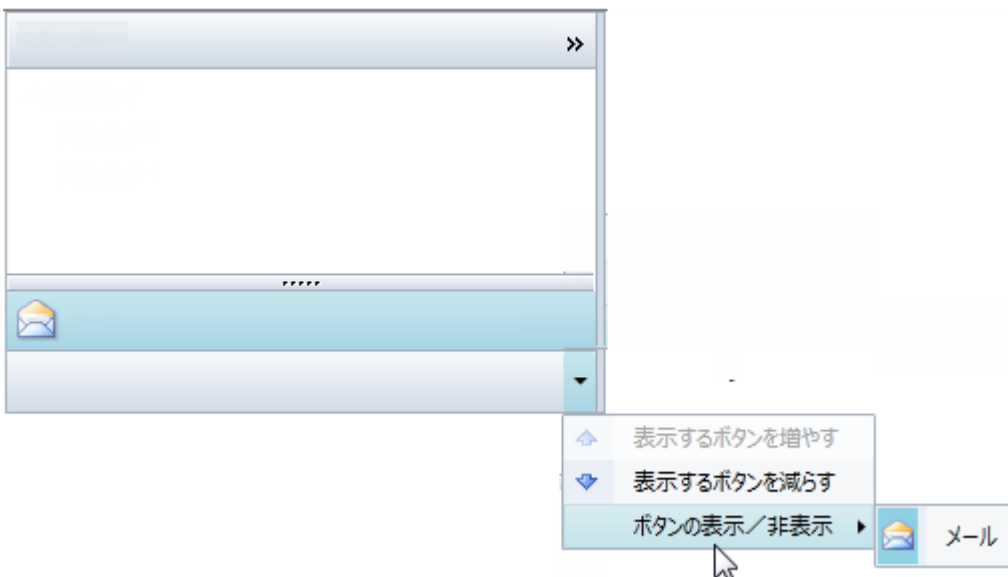 »
表示するボタンを増やす
表示するボタンを減らす
ボタンの表示／非表示
メール